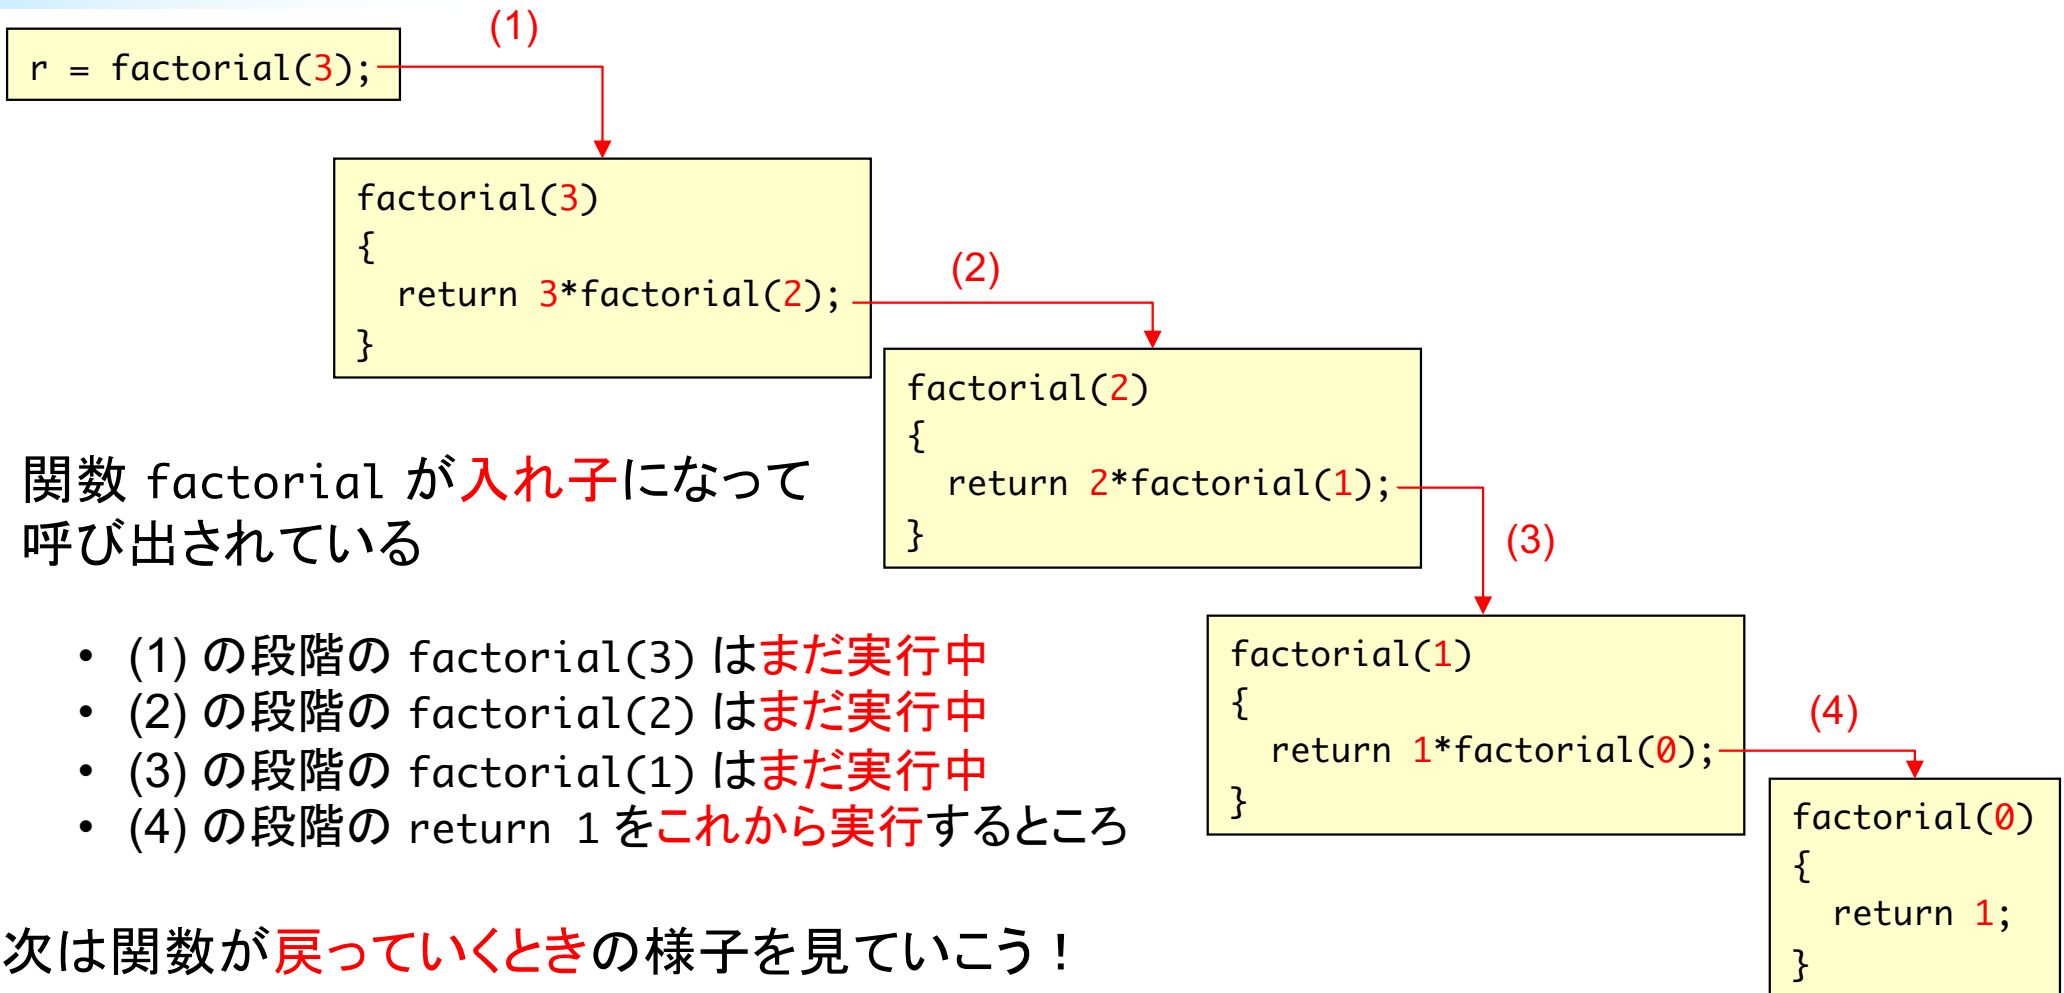 (1)
r = factorial(3);
factorial(3)
{
return 3*factorial(2);
}
(2)
factorial(2)
{
return 2*factorial(1);
}
(3)
factorial(1)
{
return 1*factorial(0);
}
(4)
factorial(0)
{
return 1;
}
関数 factorial が入れ子になって
呼び出されている
• (1) の段階の factorial(3) はまだ実行中
• (2) の段階の factorial(2) はまだ実行中
• (3) の段階の factorial(1) はまだ実行中
• (4) の段階の return 1 をこれから実行するところ
次は関数が戻っていくときの様子を見ていこう！